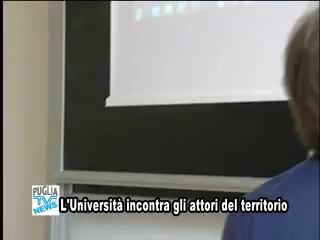 PUGLIA
TV
NEWS
L'Università incontra gli attori del territorio